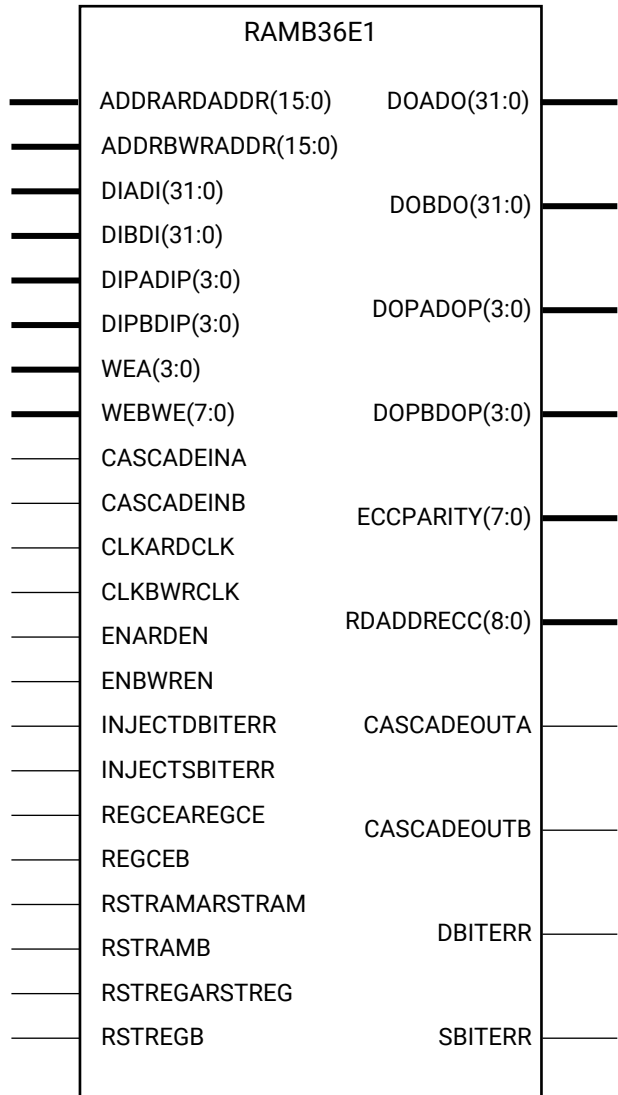 RAMB36E1
ADDRARDADDR(15:0)
ADDRBWRADDR(15:0)
DIADI(31:0)
DIBDI(31:0)
DIPADIP(3:0)
DIPBDIP(3:0)
WEA(3:0)
WEBWE(7:0)
CASCADEINA
CASCADEINB
CLKARDCLK
CLKBWRCLK
ENARDEN
ENBWREN
INJECTDBITERR
INJECTSBITERR
REGCEAREGCE
REGCEB
RSTRAMARSTRAM
RSTRAMB
RSTREGARSTREG
RSTREGB
DOADO(31:0)
DOBDO(31:0)
DOPADOP(3:0)
DOPBDOP(3:0)
ECCPARITY(7:0)
RDADDRECC(8:0)
CASCADEOUTA
CASCADEOUTB
DBITERR
SBITERR